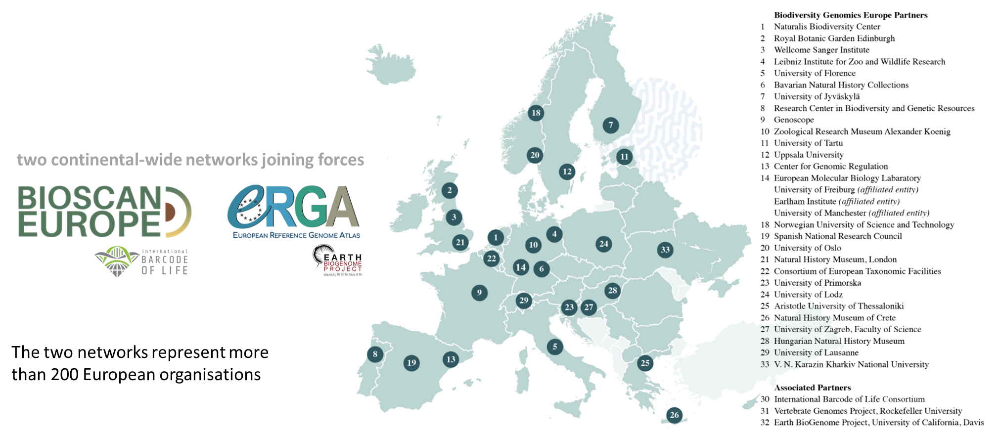 two continental-wide networks joining forces
BIOSCAN
EUROPE
international
BARCODE
OF LIFE
eRGA
EUROPEAN REFERENCE GENOME ATLAS
EARTH
BIOGENOME
PROJECT
sequencing life for the future of life
The two networks represent more
than 200 European organisations
18
7
20
11
12
2
3
21
1
4
10
24
33
22
14
6
9
28
29
23
27
5
8
19
13
25
26
Biodiversity Genomics Europe Partners
1 Naturalis Biodiversity Center
2 Royal Botanic Garden Edinburgh
3 Wellcome Sanger Institute
4 Leibniz Institute for Zoo and Wildlife Research
5 University of Florence
6 Bavarian Natural History Collections
7 University of Jyväskylä
8 Research Center in Biodiversity and Genetic Resources
9 Genoscope
10 Zoological Research Museum Alexander Koenig
11 University of Tartu
12 Uppsala University
13 Center for Genomic Regulation
14 European Molecular Biology Labaratory
University of Freiburg (affiliated entity)
Earlham Institute (affiliated entity)
University of Manchester (affiliated entity)
18 Norwegian University of Science and Technology
19 Spanish National Research Council
20 University of Oslo
21 Natural History Museum, London
22 Consortium of European Taxonomic Facilities
23 University of Primorska
24 University of Lodz
25 Aristotle University of Thessaloniki
26 Natural History Museum of Crete
27 University of Zagreb, Faculty of Science
28 Hungarian Natural History Museum
29 University of Lausanne
33 V. N. Karazin Kharkiv National University
Associated Partners
30 International Barcode of Life Consortium
31 Vertebrate Genomes Project, Rockefeller University
32 Earth BioGenome Project, University of California, Davis